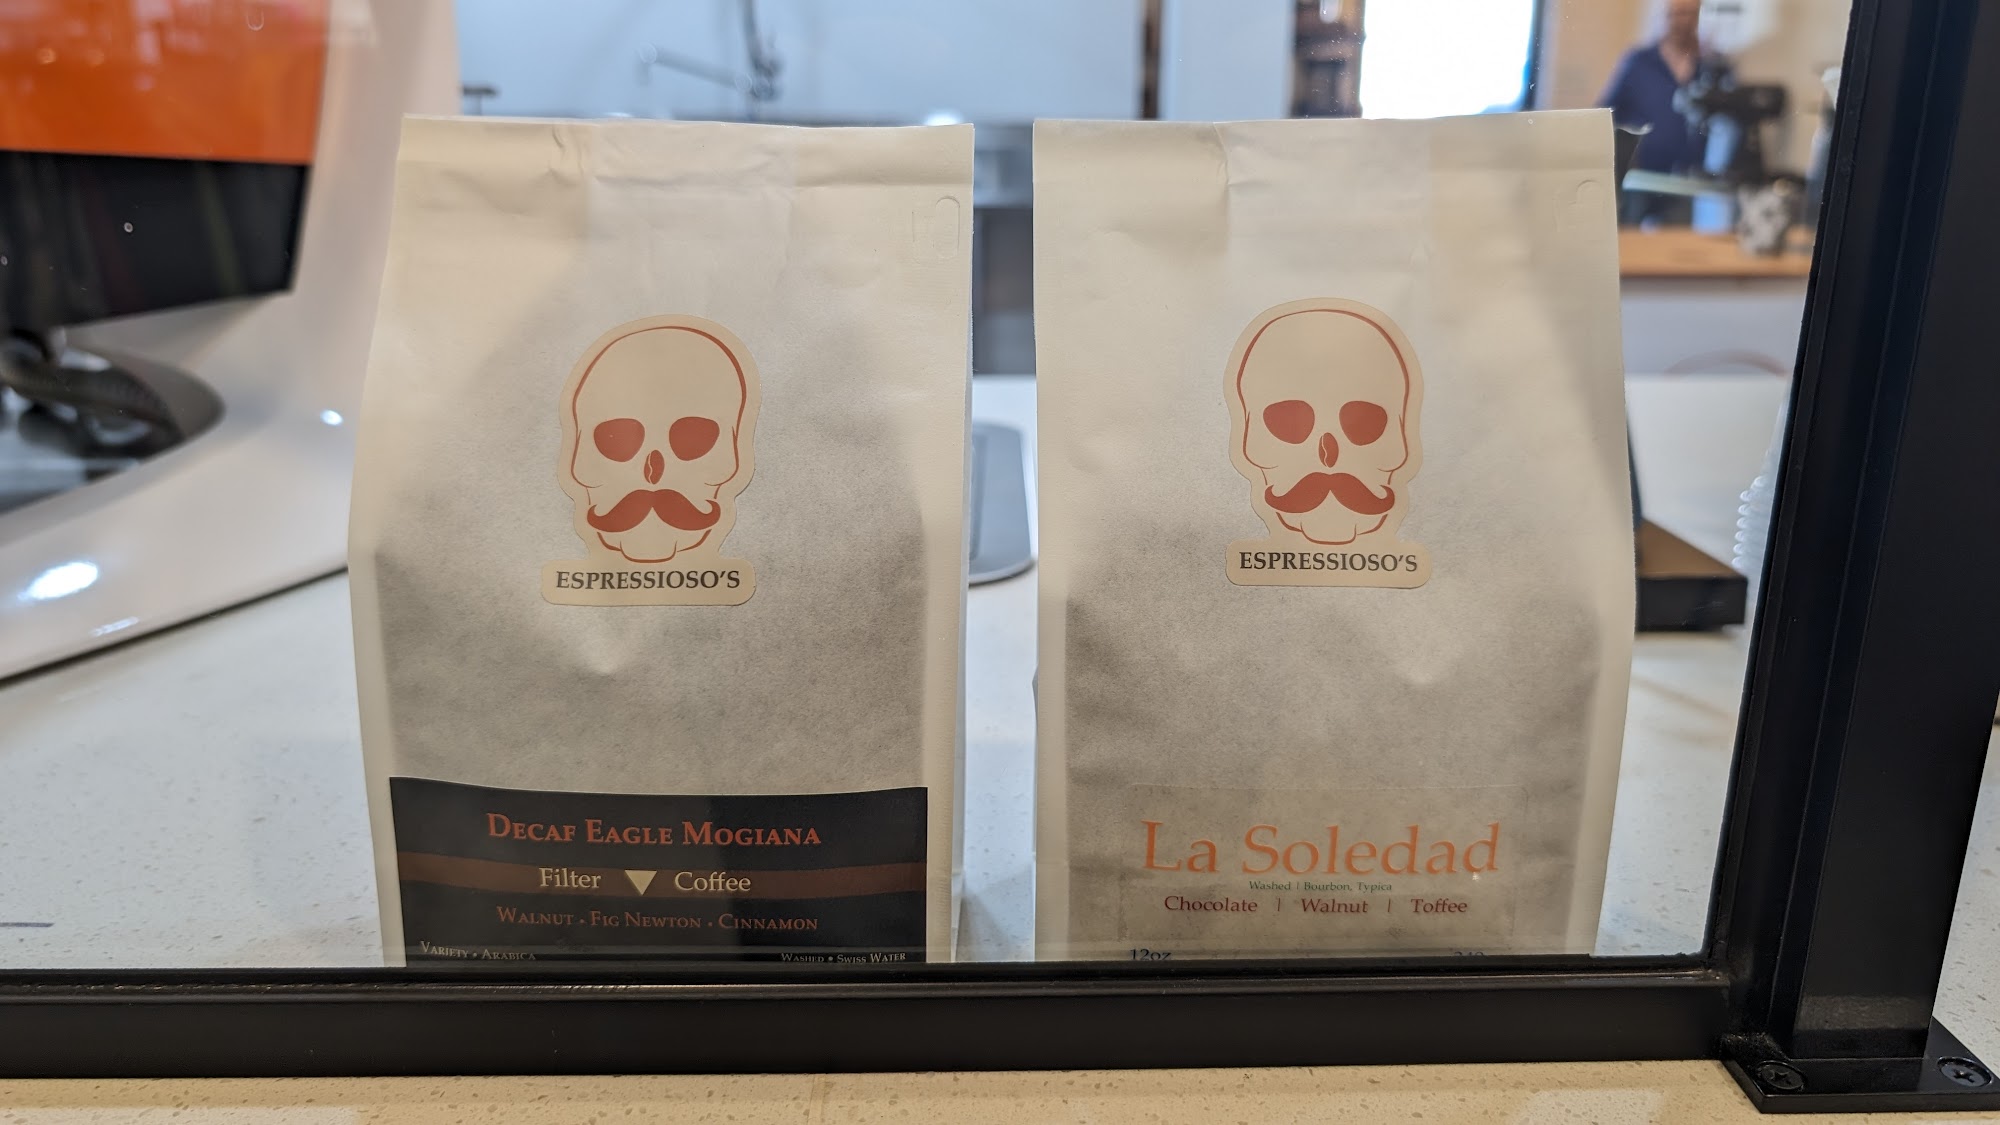 ESPRESSIOSO'S
DECAF EAGLE MOGIANA
Filter Coffee
WALNUT • FIG NEWTON • CINNAMON
VARIETY • ARABICA
WASHED • SWISS WATER
ESPRESSIOSO'S
La Soledad
Washed | Bourbon, Typica
Chocolate | Walnut | Toffee
12oz